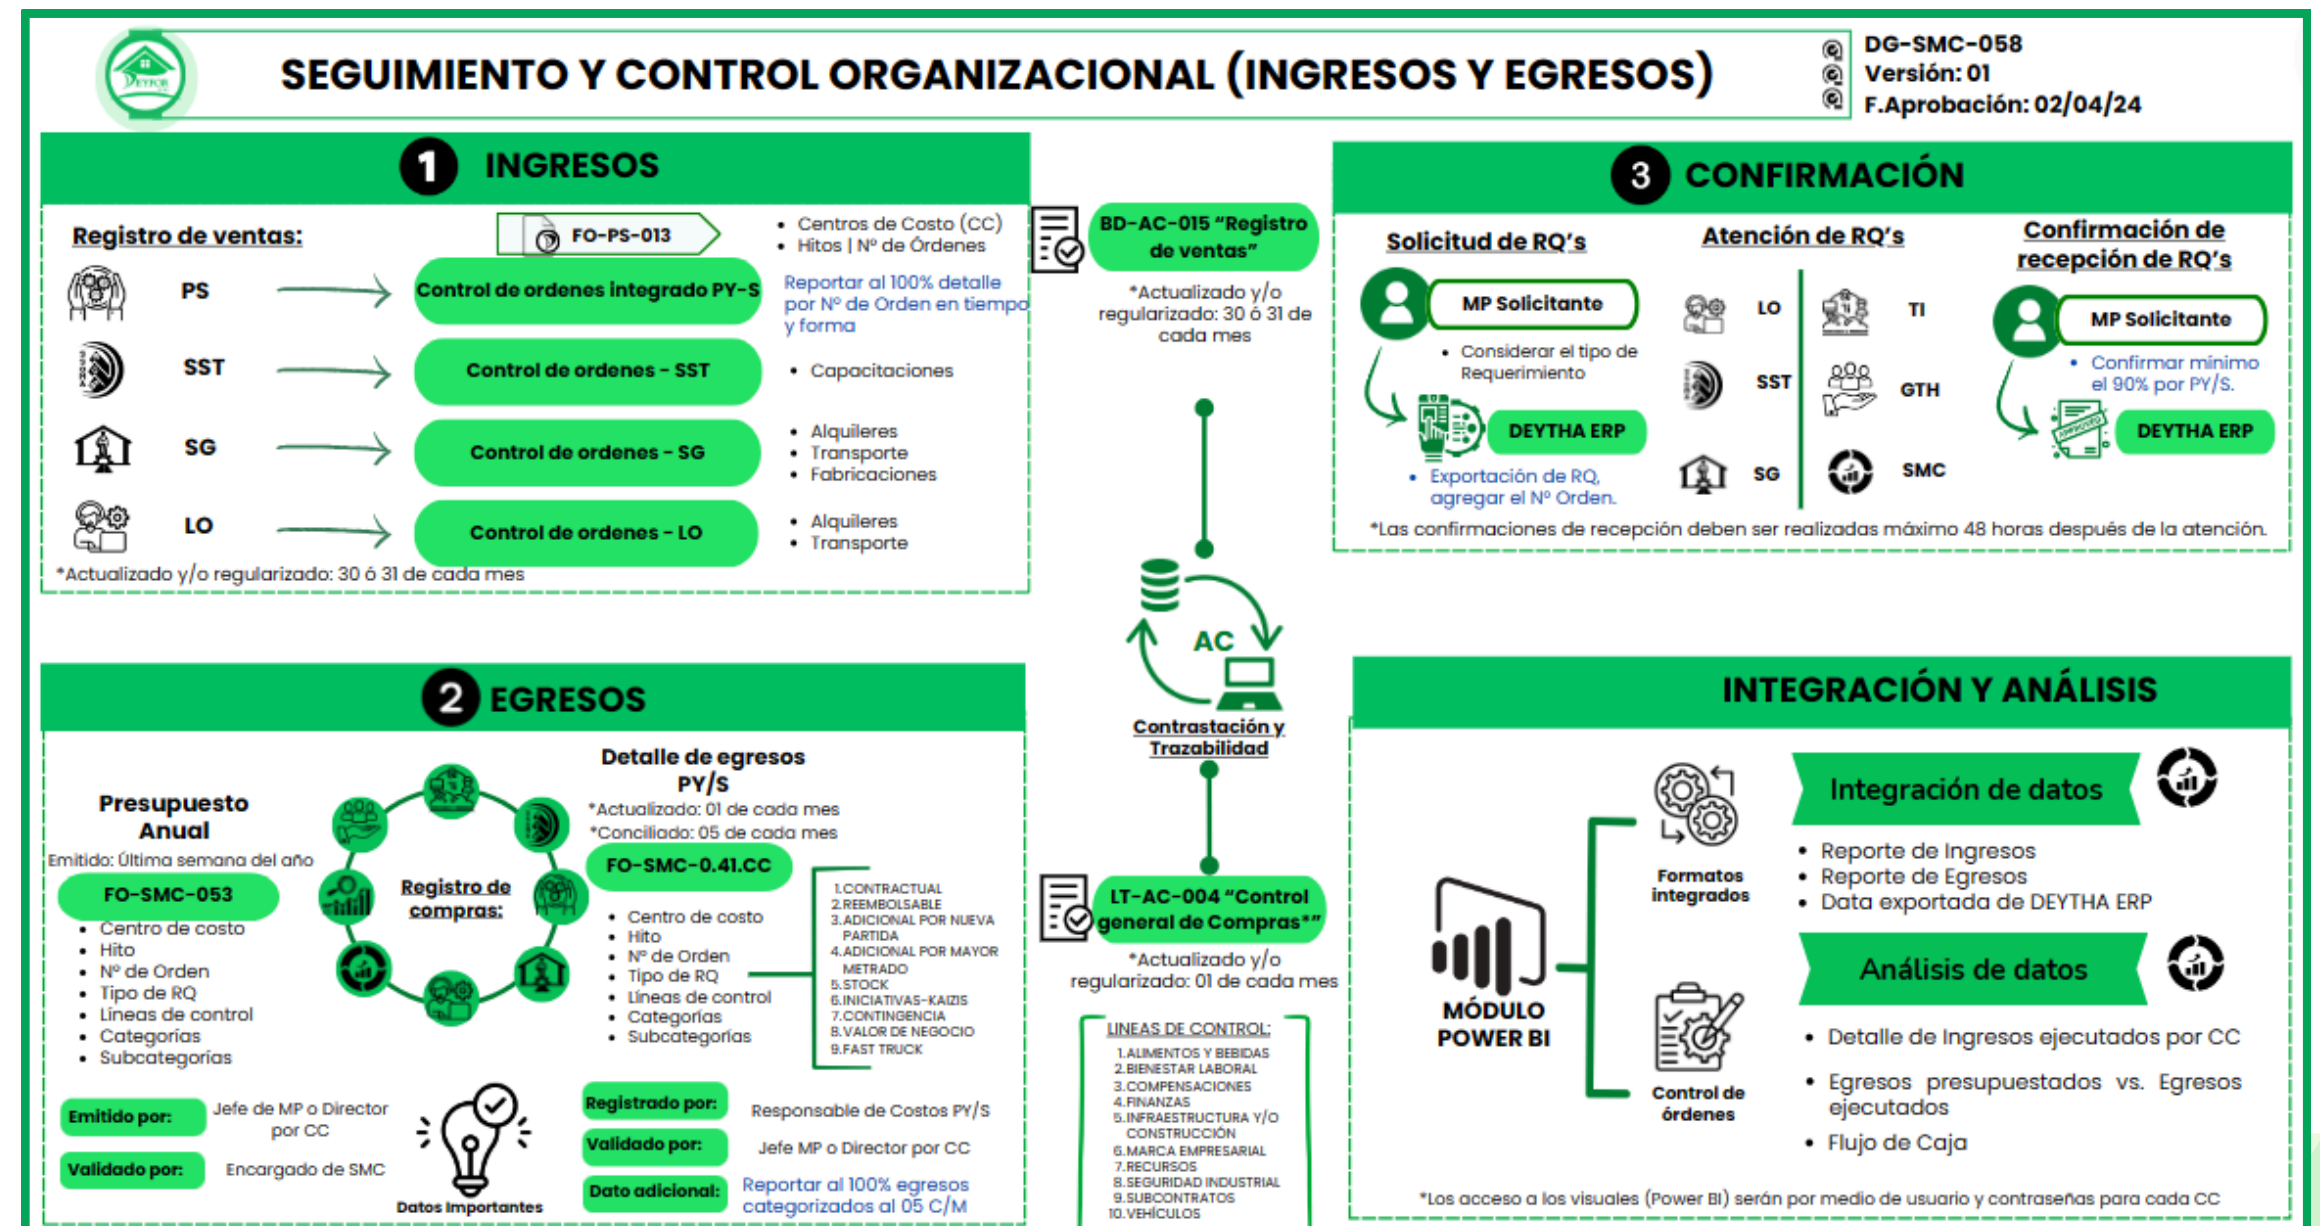 DEYFOR
SEGUIMIENTO Y CONTROL ORGANIZACIONAL (INGRESOS Y EGRESOS)
DG-SMC-058
Versión: 01
F.Aprobación: 02/04/24
1 INGRESOS
Registro de ventas:
FO-PS-013
• Centros de Costo (CC)
• Hitos | Nº de Órdenes
PS
Control de ordenes integrado PY-S
Reportar al 100% detalle
por Nº de Orden en tiempo
y forma
SST
Control de ordenes - SST
• Capacitaciones
SG
Control de ordenes - SG
• Alquileres
• Transporte
• Fabricaciones
LO
Control de ordenes - LO
• Alquileres
• Transporte
*Actualizado y/o regularizado: 30 ó 31 de cada mes
BD-AC-015 “Registro
de ventas”
*Actualizado y/o
regularizado: 30 ó 31 de
cada mes
AC
Contrastación y
Trazabilidad
LT-AC-004 “Control
general de Compras*”
*Actualizado y/o
regularizado: 01 de cada mes
LINEAS DE CONTROL:
1.ALIMENTOS Y BEBIDAS
2.BIENESTAR LABORAL
3.COMPENSACIONES
4.FINANZAS
5.INFRAESTRUCTURA Y/O
CONSTRUCCIÓN
6.MARCA EMPRESARIAL
7.RECURSOS
8.SEGURIDAD INDUSTRIAL
9.SUBCONTRATOS
10.VEHÍCULOS
3 CONFIRMACIÓN
Solicitud de RQ’s
MP Solicitante
• Considerar el tipo de
Requerimiento
DEYTHA ERP
• Exportación de RQ,
agregar el Nº Orden.
Atención de RQ’s
LO
TI
SST
GTH
SG
SMC
Confirmación de
recepción de RQ’s
MP Solicitante
• Confirmar mínimo
el 90% por PY/S.
APPROVED
DEYTHA ERP
*Las confirmaciones de recepción deben ser realizadas máximo 48 horas después de la atención.
2 EGRESOS
Presupuesto
Anual
Emitido: Última semana del año
FO-SMC-053
• Centro de costo
• Hito
• Nº de Orden
• Tipo de RQ
• Líneas de control
• Categorías
• Subcategorías
Registro de
compras:
Detalle de egresos
PY/S
*Actualizado: 01 de cada mes
*Conciliado: 05 de cada mes
FO-SMC-0.41.CC
• Centro de costo
• Hito
• Nº de Orden
• Tipo de RQ
• Líneas de control
• Categorías
• Subcategorías
1.CONTRACTUAL
2.REEMBOLSABLE
3.ADICIONAL POR NUEVA
PARTIDA
4.ADICIONAL POR MAYOR
METRADO
5.STOCK
6.INICIATIVAS-KAIZIS
7.CONTINGENCIA
8.VALOR DE NEGOCIO
9.FAST TRUCK
Emitido por:
Jefe de MP o Director
por CC
Validado por:
Encargado de SMC
Datos Importantes
Registrado por:
Responsable de Costos PY/S
Validado por:
Jefe MP o Director por CC
Dato adicional:
Reportar al 100% egresos
categorizados al 05 C/M
INTEGRACIÓN Y ANÁLISIS
MÓDULO
POWER BI
Formatos
integrados
Integración de datos
• Reporte de Ingresos
• Reporte de Egresos
• Data exportada de DEYTHA ERP
Control de
órdenes
Análisis de datos
• Detalle de Ingresos ejecutados por CC
• Egresos presupuestados vs. Egresos
ejecutados
• Flujo de Caja
*Los acceso a los visuales (Power BI) serán por medio de usuario y contraseñas para cada CC